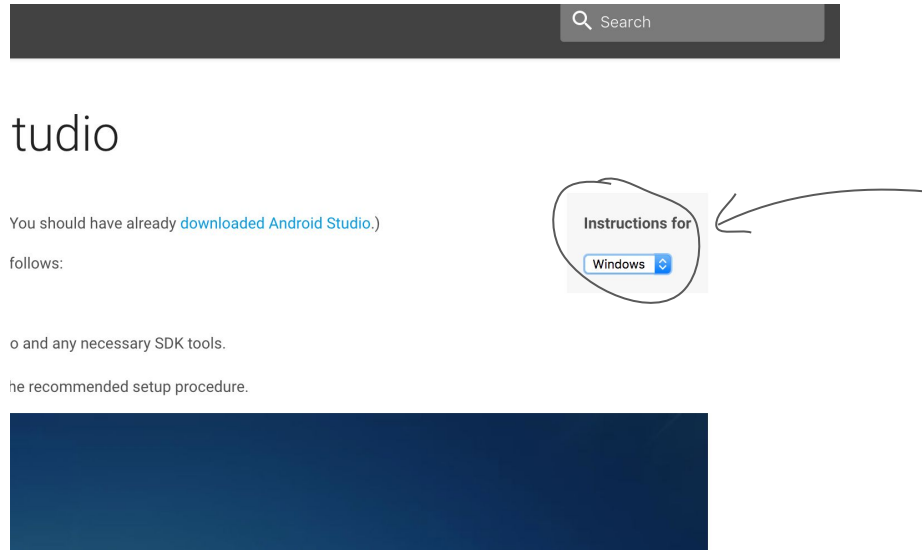 Search
tudio
You should have already downloaded Android Studio.)
Instructions for
follows:
Windows
o and any necessary SDK tools.
he recommended setup procedure.